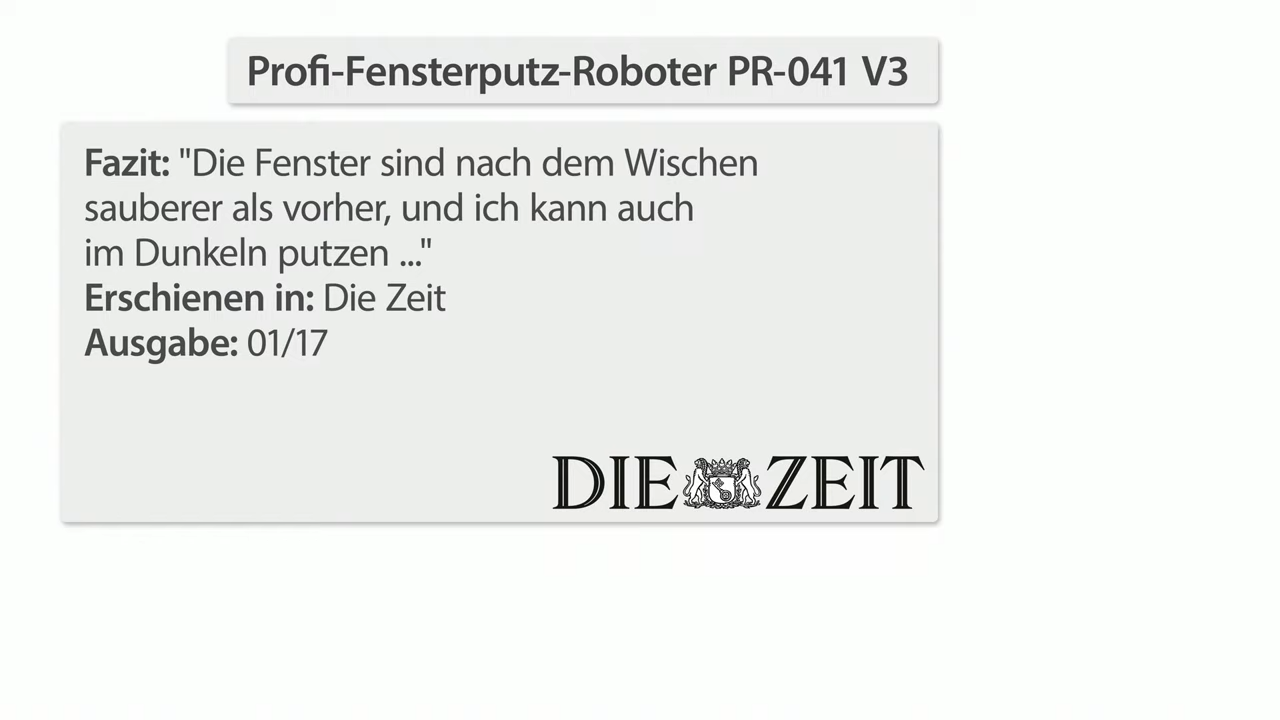 Profi-Fensterputz-Roboter PR-041 V3
Fazit: "Die Fenster sind nach dem Wischen
sauberer als vorher, und ich kann auch
im Dunkeln putzen ..."
Erschienen in: Die Zeit
Ausgabe: 01/17
DIE ZEIT